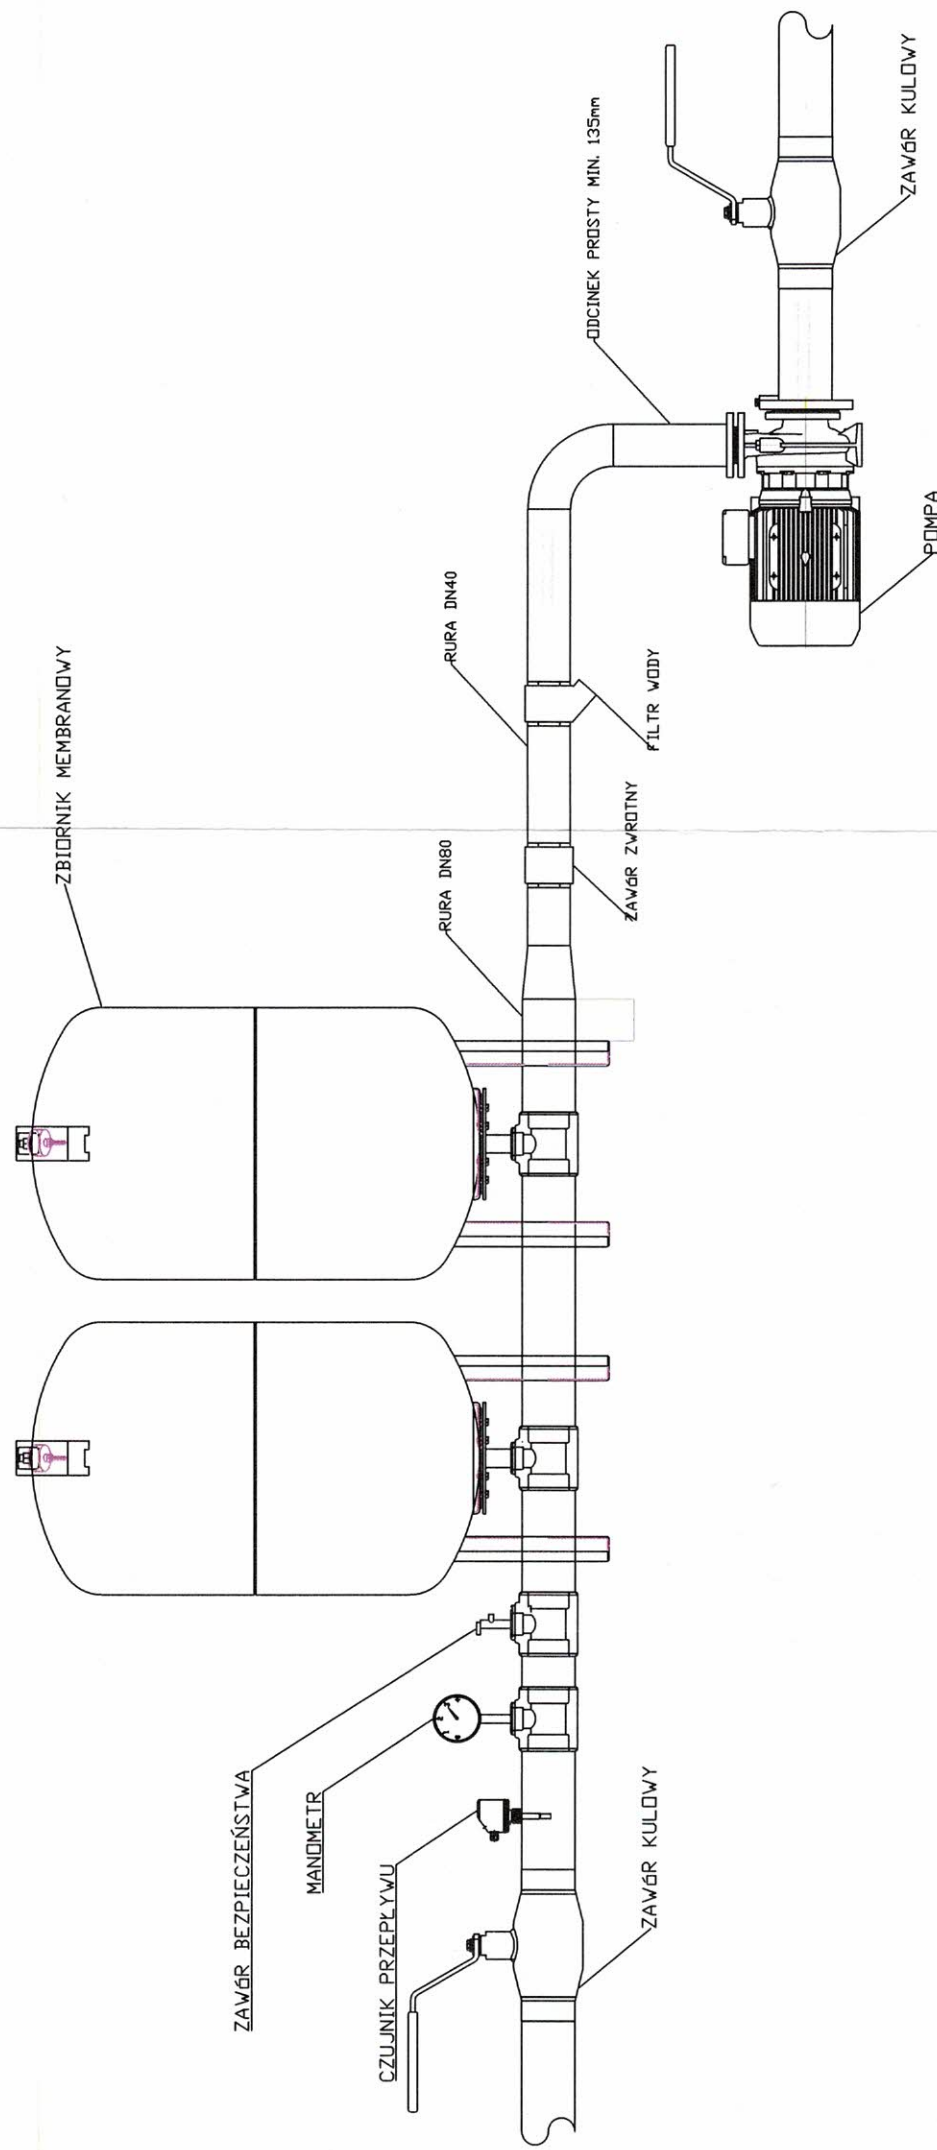 ZBIORNIK MEMBRANOWY
ZAWÓR BEZPIECZEŃSTWA
MANOMETR
CZUJNIK PRZEPŁYWU
ZAWÓR KULOWY
RURA DN80
ZAWÓR ZWROTNY
RURA DN40
FILTR WODY
ODCINEK PROSTY MIN. 135mm
POMPA
ZAWÓR KULOWY